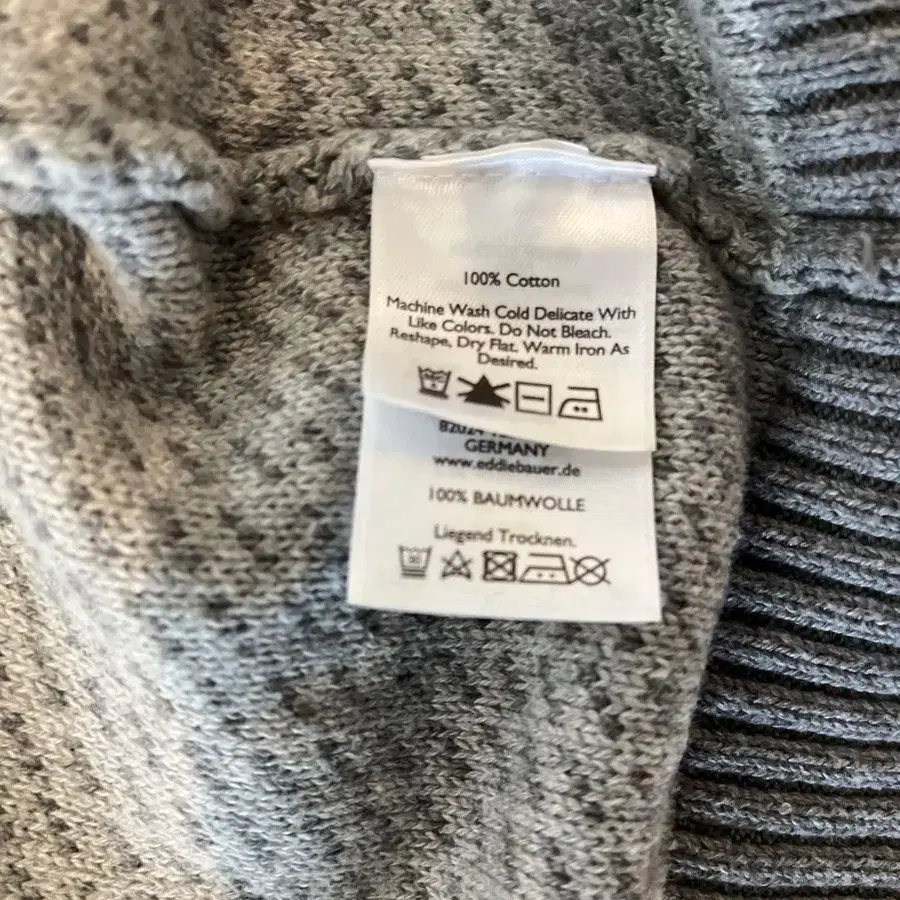 100% Cotton
Machine Wash Cold Delicate With
Like Colors. Do Not Bleach.
Reshape, Dry Flat. Warm Iron As
Desired.
GERMANY
www.eddiebauer.de
100% BAUMWOLLE
Liegend Trocknen.